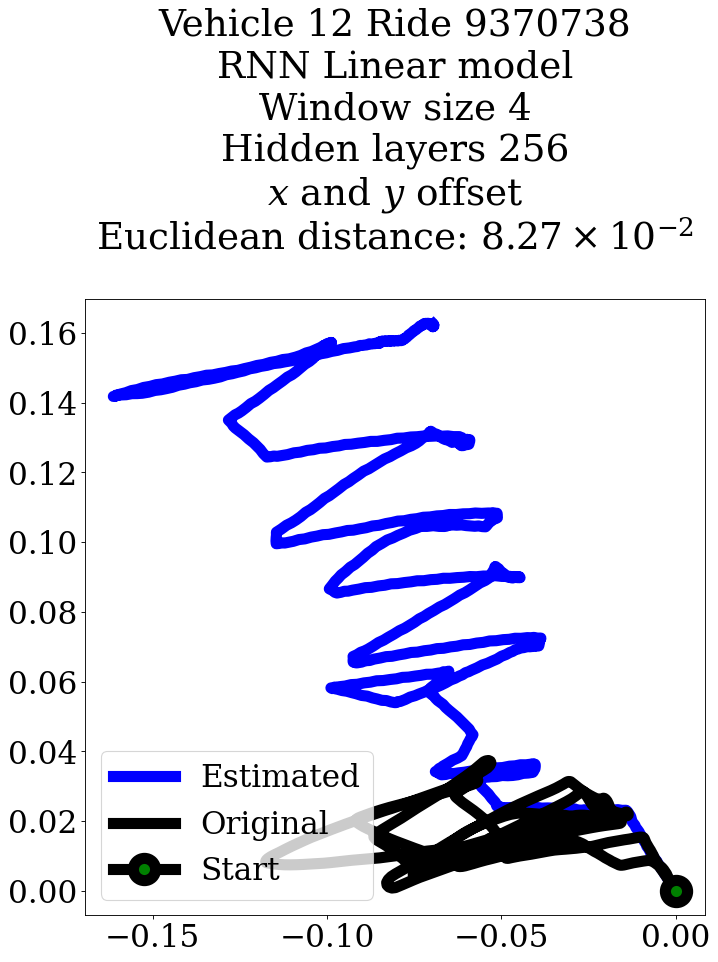 Vehicle 12 Ride 9370738
RNN Linear model
Window size 4
Hidden layers 256
x and y offset
Euclidean distance: 8.27 × 10⁻²
0.16
0.14
0.12
0.10
0.08
0.06
0.04
0.02
0.00
Estimated
Original
Start
−0.15
−0.10
−0.05
0.00